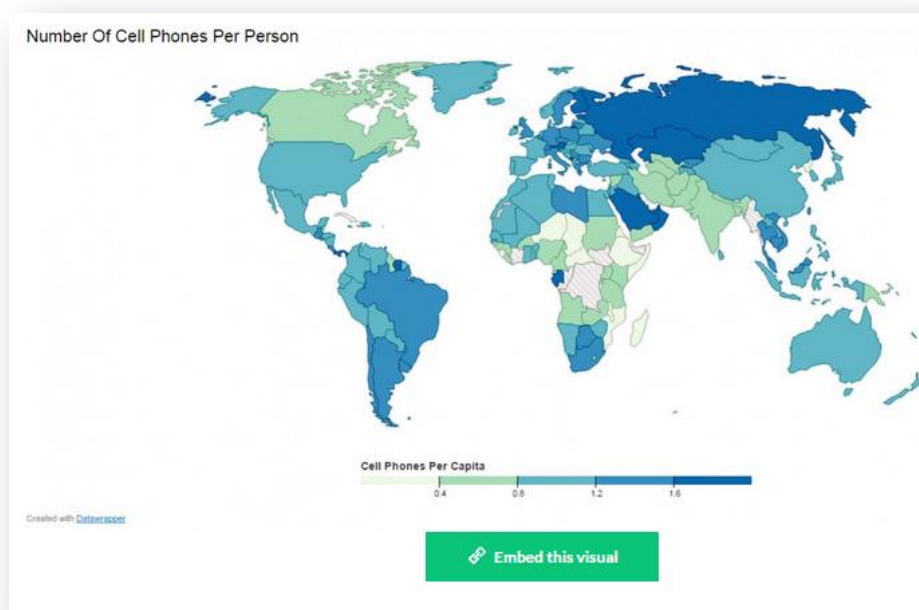 Number Of Cell Phones Per Person
Cell Phones Per Capita
0.4 0.8 1.2 1.6
Created with Datawrapper
Embed this visual